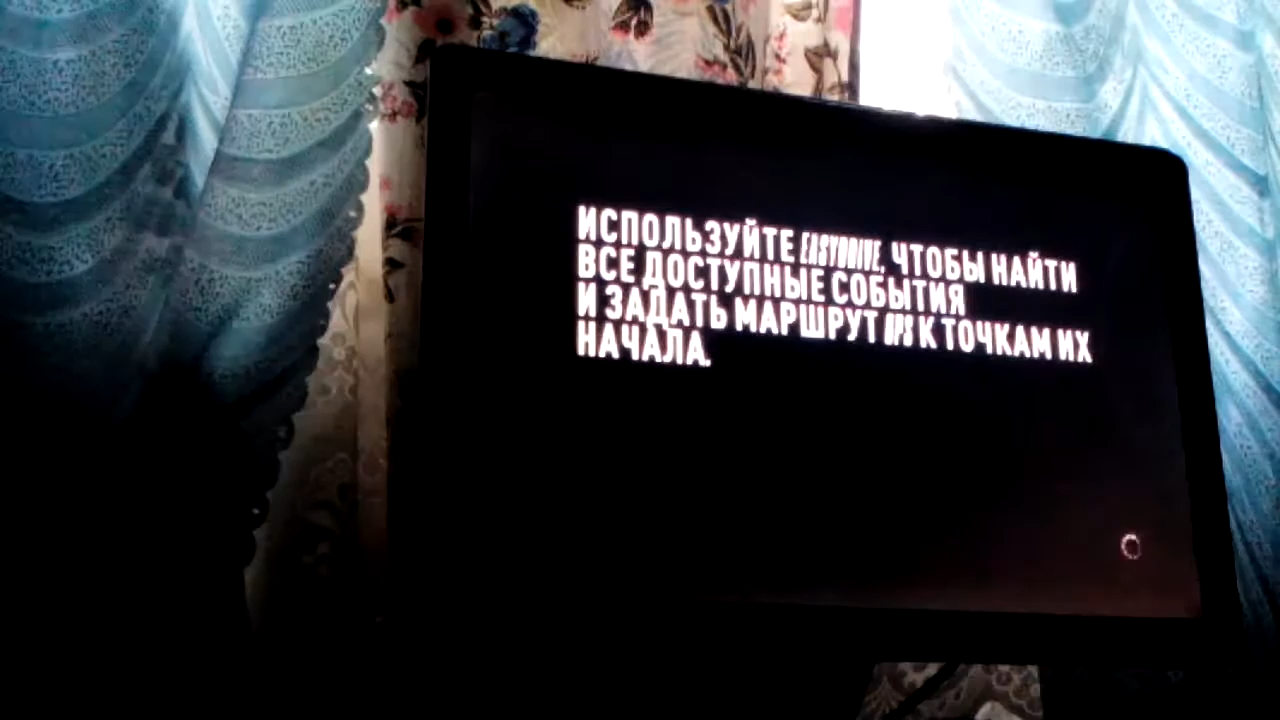 ИСПОЛЬЗУЙТЕ EASYDRIVE, ЧТОБЫ НАЙТИ
ВСЕ ДОСТУПНЫЕ СОБЫТИЯ
И ЗАДАТЬ МАРШРУТ GPS К ТОЧКАМ ИХ
НАЧАЛА.